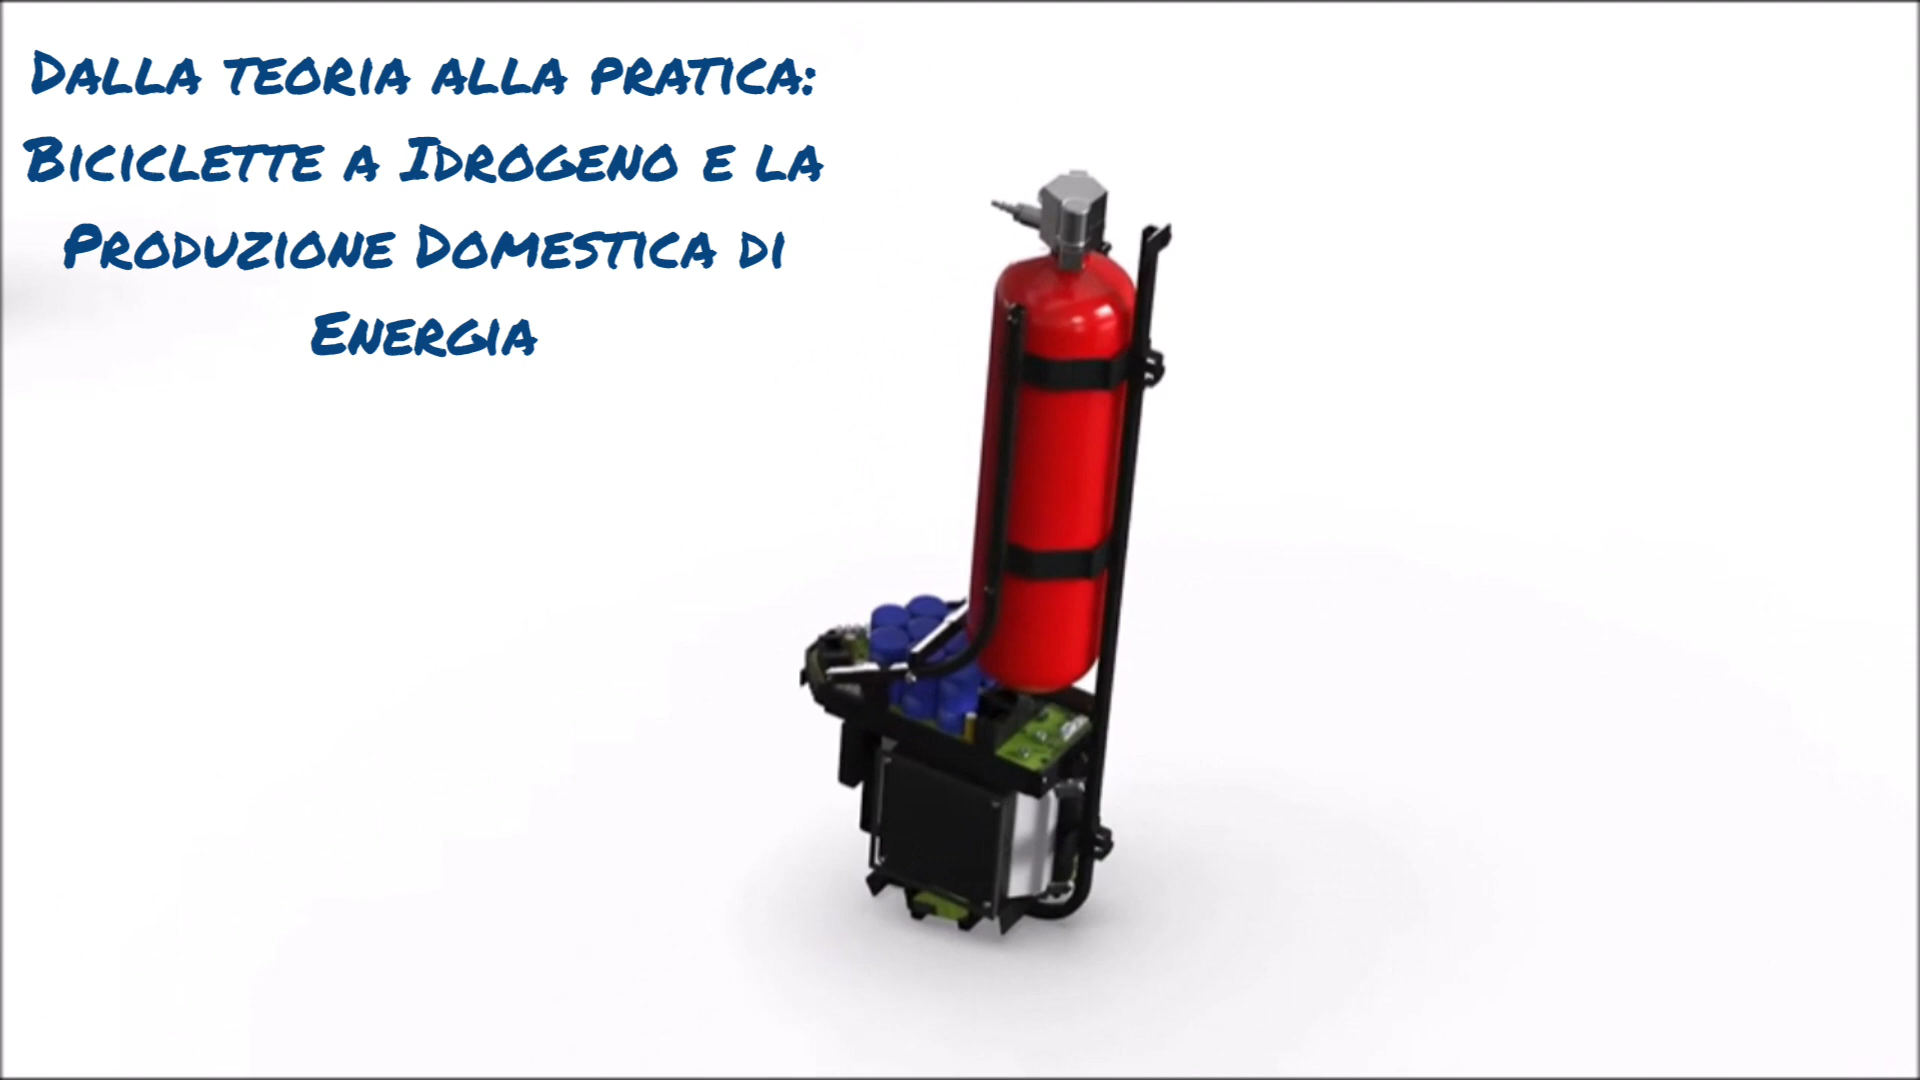 Dalla teoria alla pratica:
Biciclette a Idrogeno e la
Produzione Domestica di
Energia